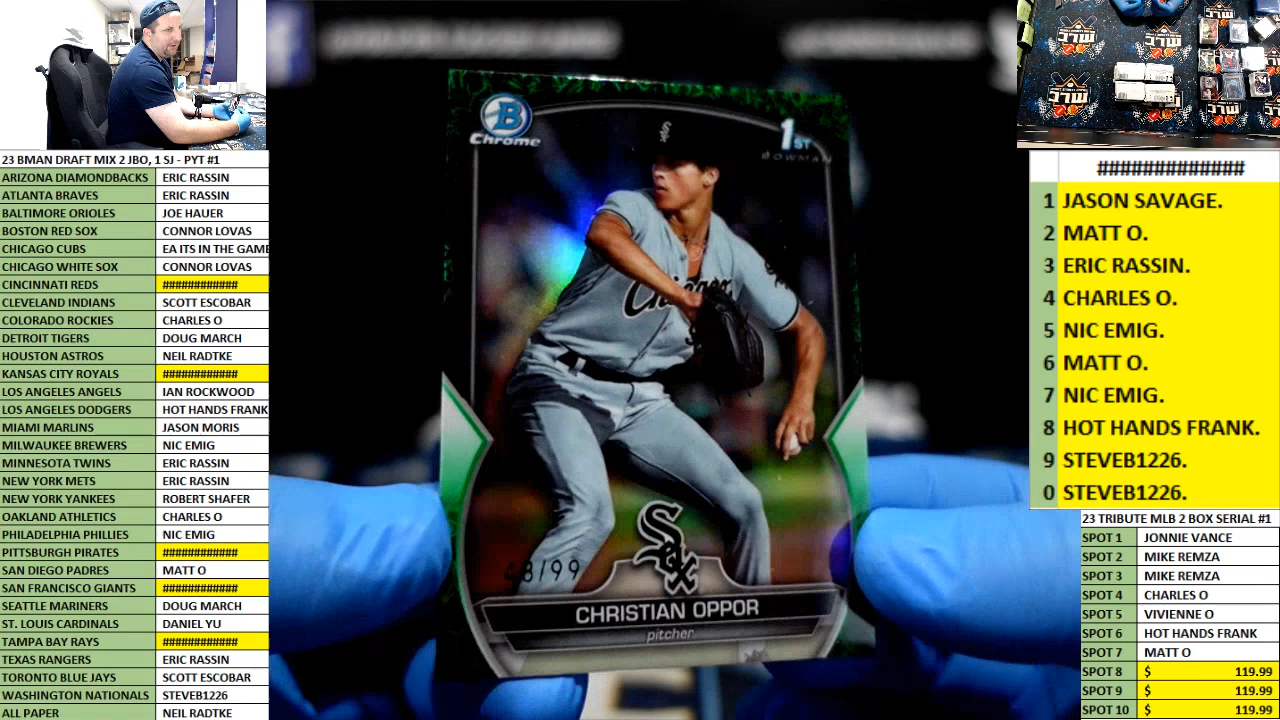 23 BMAN DRAFT MIX 2 JBO, 1 SJ - PYT #1
ARIZONA DIAMONDBACKS ERIC RASSIN
ATLANTA BRAVES ERIC RASSIN
BALTIMORE ORIOLES JOE HAUER
BOSTON RED SOX CONNOR LOVAS
CHICAGO CUBS EA ITS IN THE GAME
CHICAGO WHITE SOX CONNOR LOVAS
CINCINNATI REDS ############
CLEVELAND INDIANS SCOTT ESCOBAR
COLORADO ROCKIES CHARLES O
DETROIT TIGERS DOUG MARCH
HOUSTON ASTROS NEIL RADTKE
KANSAS CITY ROYALS ############
LOS ANGELES ANGELS IAN ROCKWOOD
LOS ANGELES DODGERS HOT HANDS FRANK
MIAMI MARLINS JASON MORIS
MILWAUKEE BREWERS NIC EMIG
MINNESOTA TWINS ERIC RASSIN
NEW YORK METS ERIC RASSIN
NEW YORK YANKEES ROBERT SHAFER
OAKLAND ATHLETICS CHARLES O
PHILADELPHIA PHILLIES NIC EMIG
PITTSBURGH PIRATES ############
SAN DIEGO PADRES MATT O
SAN FRANCISCO GIANTS ############
SEATTLE MARINERS DOUG MARCH
ST. LOUIS CARDINALS DANIEL YU
TAMPA BAY RAYS ############
TEXAS RANGERS ERIC RASSIN
TORONTO BLUE JAYS SCOTT ESCOBAR
WASHINGTON NATIONALS STEVEB1226
ALL PAPER NEIL RADTKE
B
Chrome
1ST
BOWMAN
Chicago
48/99
Sox
CHRISTIAN OPPOR
pitcher
##############
1 JASON SAVAGE.
2 MATT O.
3 ERIC RASSIN.
4 CHARLES O.
5 NIC EMIG.
6 MATT O.
7 NIC EMIG.
8 HOT HANDS FRANK.
9 STEVEB1226.
0 STEVEB1226.
23 TRIBUTE MLB 2 BOX SERIAL #1
SPOT 1 JONNIE VANCE
SPOT 2 MIKE REMZA
SPOT 3 MIKE REMZA
SPOT 4 CHARLES O
SPOT 5 VIVIENNE O
SPOT 6 HOT HANDS FRANK
SPOT 7 MATT O
SPOT 8 $ 119.99
SPOT 9 $ 119.99
SPOT 10 $ 119.99